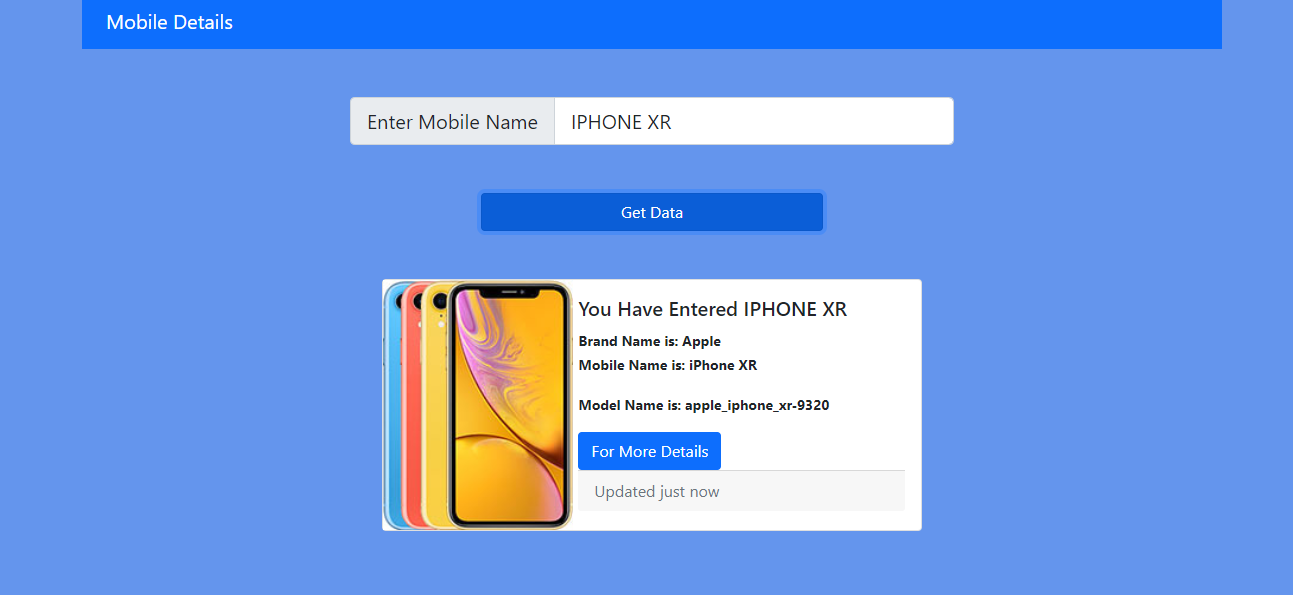 Mobile Details
Enter Mobile Name IPHONE XR
Get Data
You Have Entered IPHONE XR
Brand Name is: Apple
Mobile Name is: iPhone XR
Model Name is: apple_iphone_xr-9320
For More Details
Updated just now